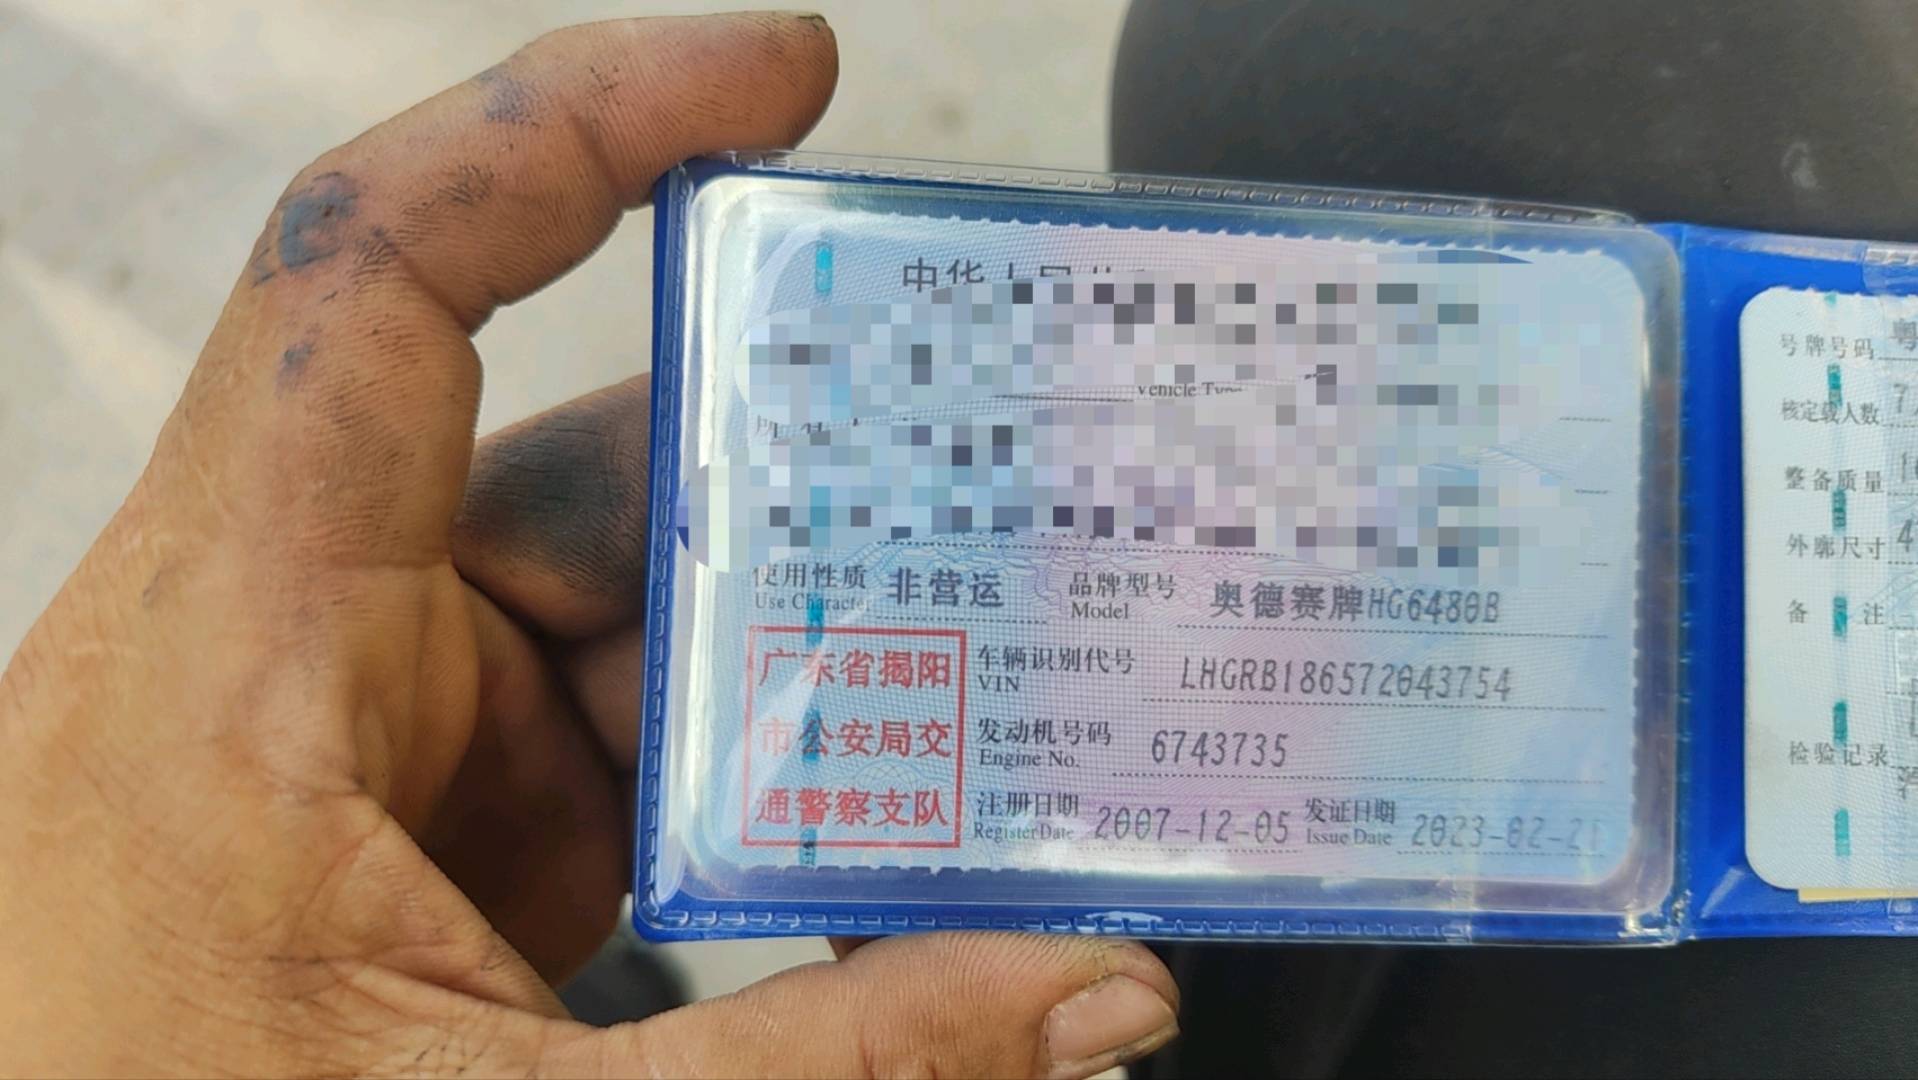 中华人民共
Vehicle Type
使用性质 非营运 品牌型号 奥德赛牌HG6480B
Use Character Model
广东省揭阳
市公安局交
通警察支队
车辆识别代号 LHGRB186572043754
VIN
发动机号码 6743735
Engine No.
注册日期 2007-12-05 发证日期 2023-02-21
Register Date Issue Date
号牌号码 粤
核定载人数 7
整备质量 1
外廓尺寸 4
备 注
检验记录